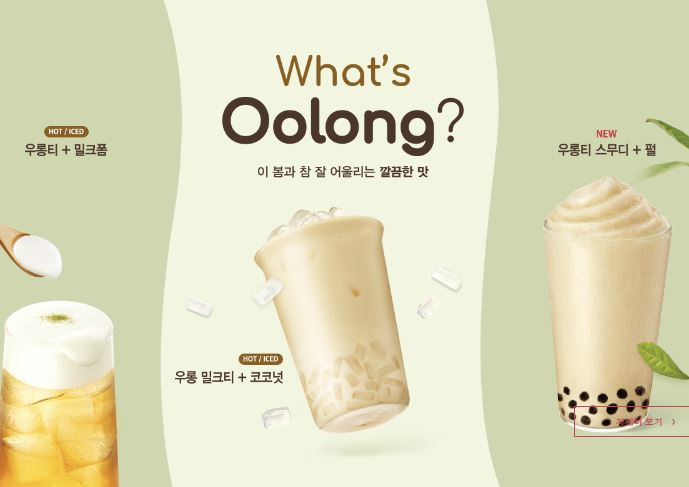 What's
Oolong?
이 봄과 참 잘 어울리는 깔끔한 맛
HOT / ICED
우롱티 + 밀크폼
NEW
우롱티 스무디 + 펄
HOT / ICED
우롱 밀크티 + 코코넛
보기 >